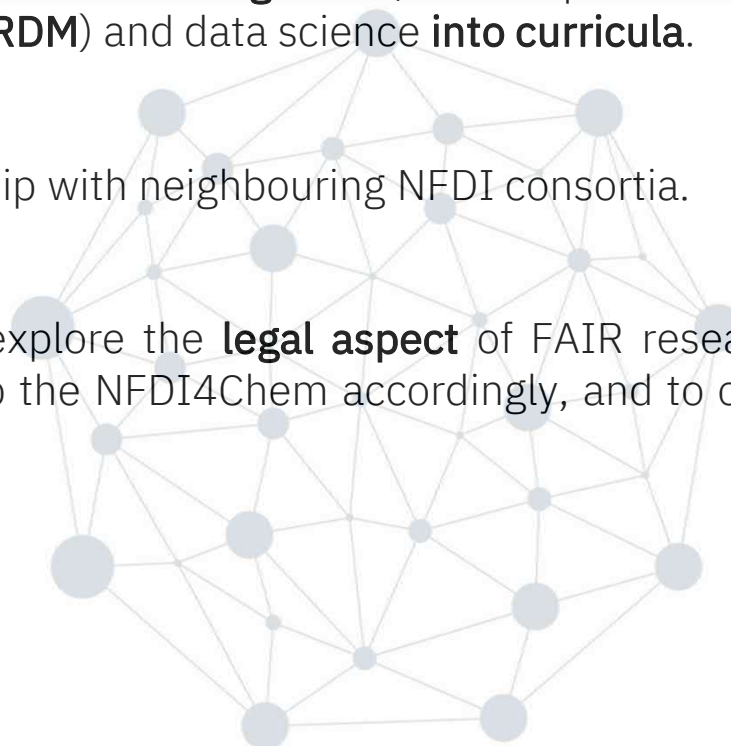 RDM) and data science into curricula.
ip with neighbouring NFDI consortia.
explore the legal aspect of FAIR
the NFDI4Chem accordingly, and to